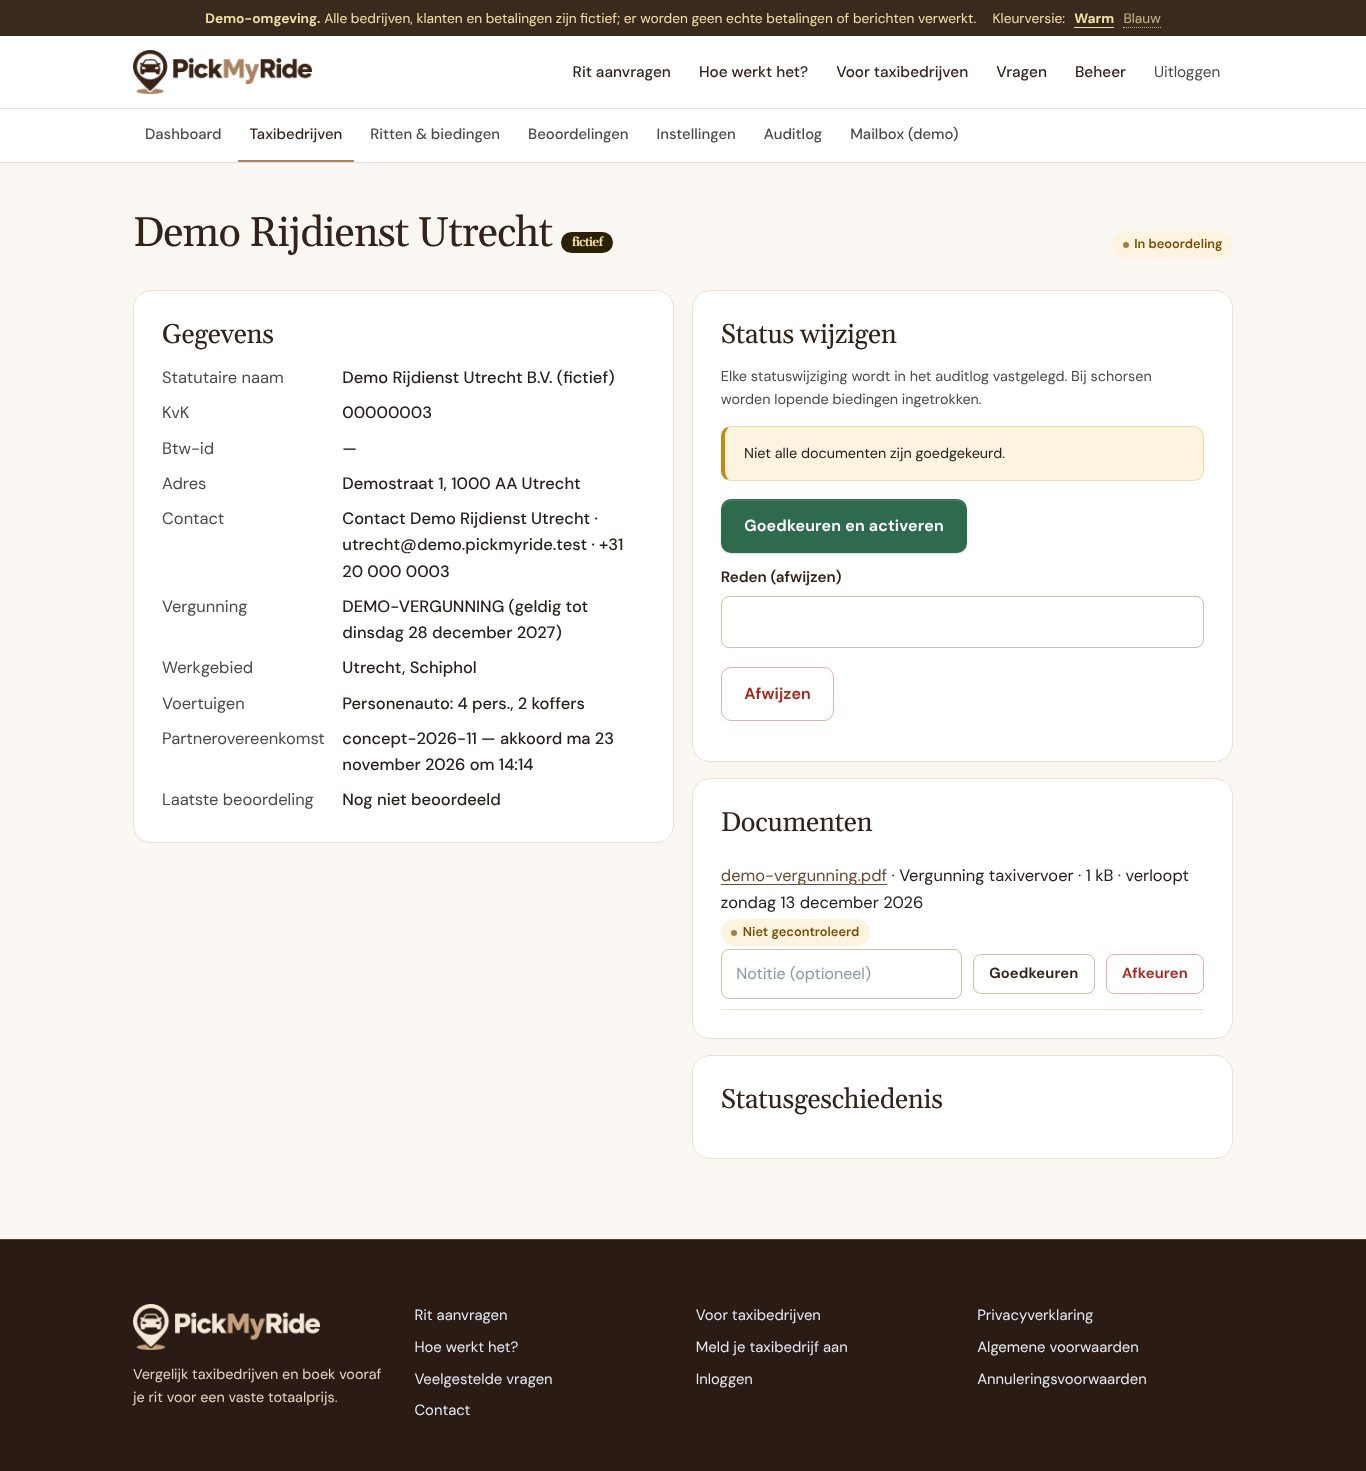 Demo-omgeving. Alle bedrijven, klanten en betalingen zijn fictief; er worden geen echte betalingen of berichten verwerkt. Kleurversie: Warm Blauw
PickMyRide
Rit aanvragen Hoe werkt het? Voor taxibedrijven Vragen Beheer Uitloggen
Dashboard Taxibedrijven Ritten & biedingen Beoordelingen Instellingen Auditlog Mailbox (demo)
Demo Rijdienst Utrecht fictief
In beoordeling
Gegevens
Statutaire naam Demo Rijdienst Utrecht B.V. (fictief)
KvK 00000003
Btw-id —
Adres Demostraat 1, 1000 AA Utrecht
Contact Contact Demo Rijdienst Utrecht ·
utrecht@demo.pickmyride.test · +31
20 000 0003
Vergunning DEMO-VERGUNNING (geldig tot
dinsdag 28 december 2027)
Werkgebied Utrecht, Schiphol
Voertuigen Personenauto: 4 pers., 2 koffers
Partnerovereenkomst concept-2026-11 — akkoord ma 23
november 2026 om 14:14
Laatste beoordeling Nog niet beoordeeld
Status wijzigen
Elke statuswijziging wordt in het auditlog vastgelegd. Bij schorsen
worden lopende biedingen ingetrokken.
Niet alle documenten zijn goedgekeurd.
Goedkeuren en activeren
Reden (afwijzen)
Afwijzen
Documenten
demo-vergunning.pdf · Vergunning taxivervoer · 1 kB · verloopt
zondag 13 december 2026
Niet gecontroleerd
Notitie (optioneel) Goedkeuren Afkeuren
Statusgeschiedenis
PickMyRide
Vergelijk taxibedrijven en boek vooraf
je rit voor een vaste totaalprijs.
Rit aanvragen
Hoe werkt het?
Veelgestelde vragen
Contact
Voor taxibedrijven
Meld je taxibedrijf aan
Inloggen
Privacyverklaring
Algemene voorwaarden
Annuleringsvoorwaarden